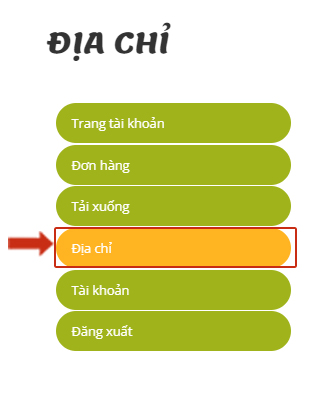 ĐỊA CHỈ
Trang tài khoản
Đơn hàng
Tải xuống
Địa chỉ
Tài khoản
Đăng xuất